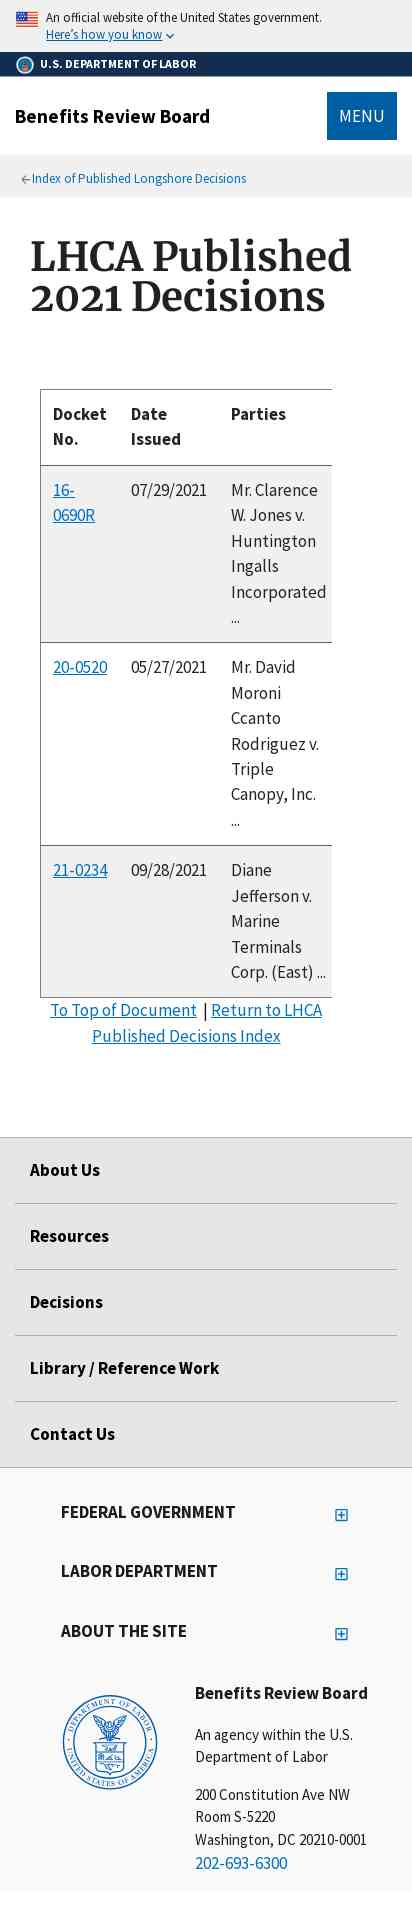 An official website of the United States government.
Here's how you know
U.S. DEPARTMENT OF LABOR
Benefits Review Board
MENU
Index of Published Longshore Decisions
LHCA Published
2021 Decisions
Docket No. Date Issued Parties
16-0690R 07/29/2021 Mr. Clarence
W. Jones v.
Huntington
Ingalls
Incorporated
...
20-0520 05/27/2021 Mr. David
Moroni
Ccanto
Rodriguez v.
Triple
Canopy, Inc.
...
21-0234 09/28/2021 Diane
Jefferson v.
Marine
Terminals
Corp. (East) ...
To Top of Document | Return to LHCA
Published Decisions Index
About Us
Resources
Decisions
Library / Reference Work
Contact Us
FEDERAL GOVERNMENT
LABOR DEPARTMENT
ABOUT THE SITE
DEPARTMENT OF LABOR
UNITED STATES OF AMERICA
Benefits Review Board
An agency within the U.S.
Department of Labor
200 Constitution Ave NW
Room S-5220
Washington, DC 20210-0001
202-693-6300